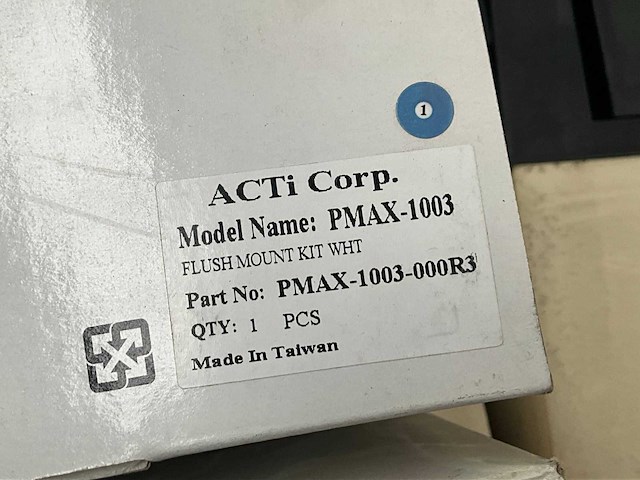 1
ACTi Corp.
Model Name: PMAX-1003
FLUSH MOUNT KIT WHT
Part No: PMAX-1003-000R3
QTY: 1 PCS
Made In Taiwan